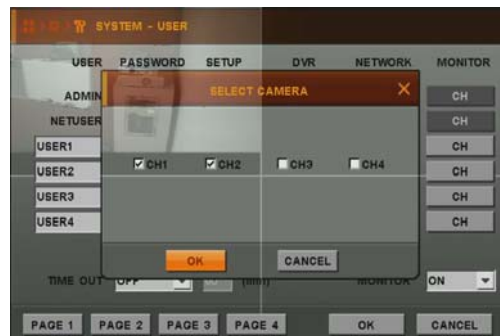 SYSTEM - USER
USER PASSWORD SETUP DVR NETWORK MONITOR
ADMIN CH
SELECT CAMERA X
NETUSER CH
USER1 CH
CH1 CH2 CH3 CH4
USER2 CH
USER3 CH
USER4 CH
OK CANCEL
TIME OUT OFF (min) MONITOR ON
PAGE 1 PAGE 2 PAGE 3 PAGE 4 OK CANCEL